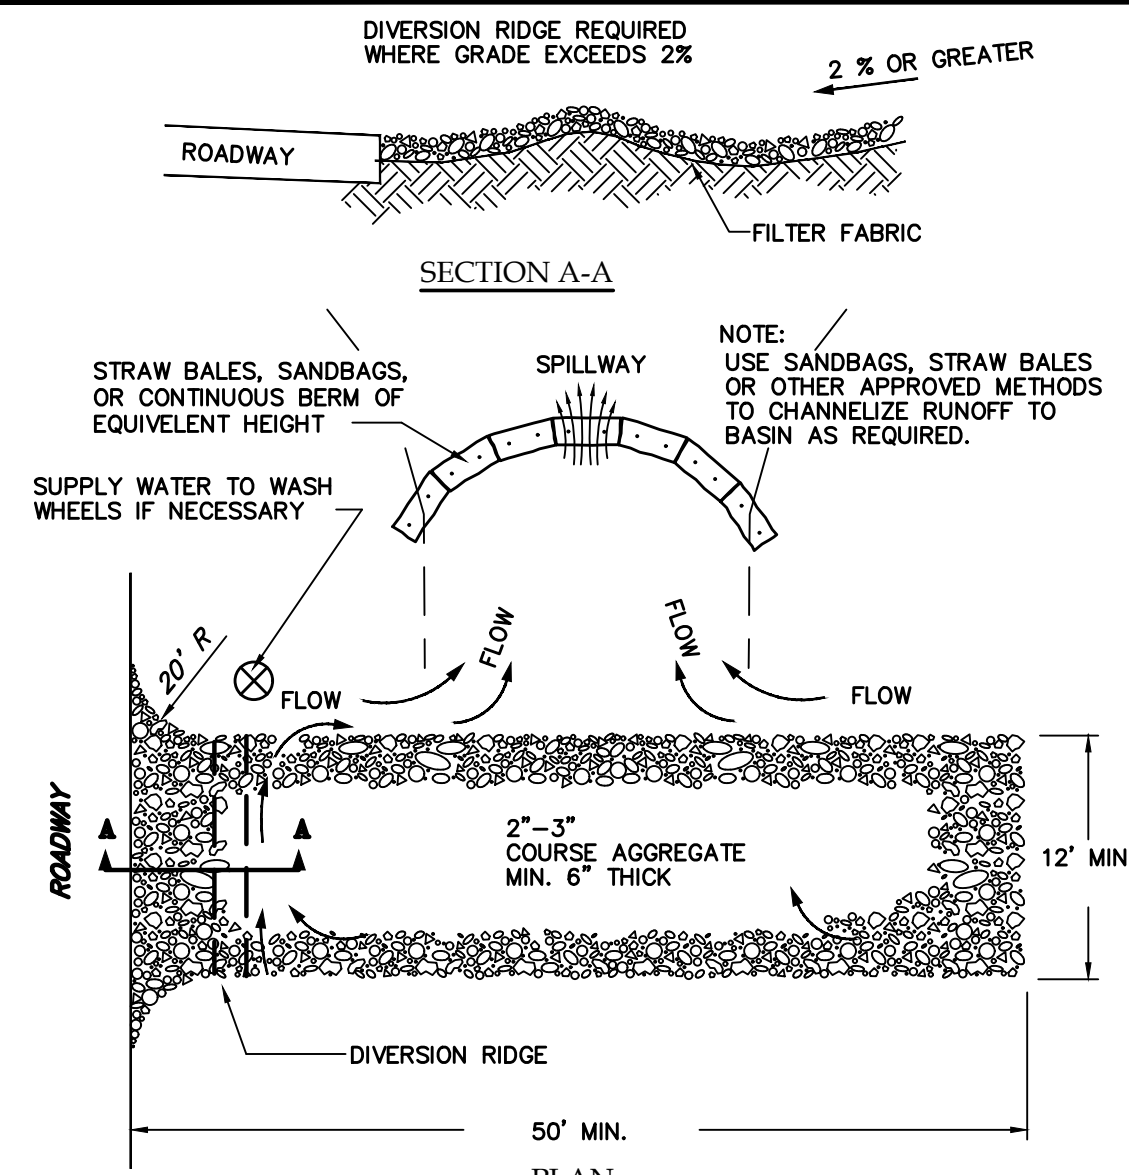 DIVERSION RIDGE REQUIRED
WHERE GRADE EXCEEDS 2%
2 % OR GREATER
ROADWAY
FILTER FABRIC
SECTION A-A
STRAW BALES, SANDBAGS,
OR CONTINUOUS BERM OF
EQUIVELENT HEIGHT
SPILLWAY
NOTE:
USE SANDBAGS, STRAW BALES
OR OTHER APPROVED METHODS
TO CHANNELIZE RUNOFF TO
BASIN AS REQUIRED.
SUPPLY WATER TO WASH
WHEELS IF NECESSARY
20' R
FLOW
FLOW
FLOW
FLOW
ROADWAY
A
A
2"-3"
COURSE AGGREGATE
MIN. 6" THICK
12' MIN
DIVERSION RIDGE
50' MIN.
PLAN